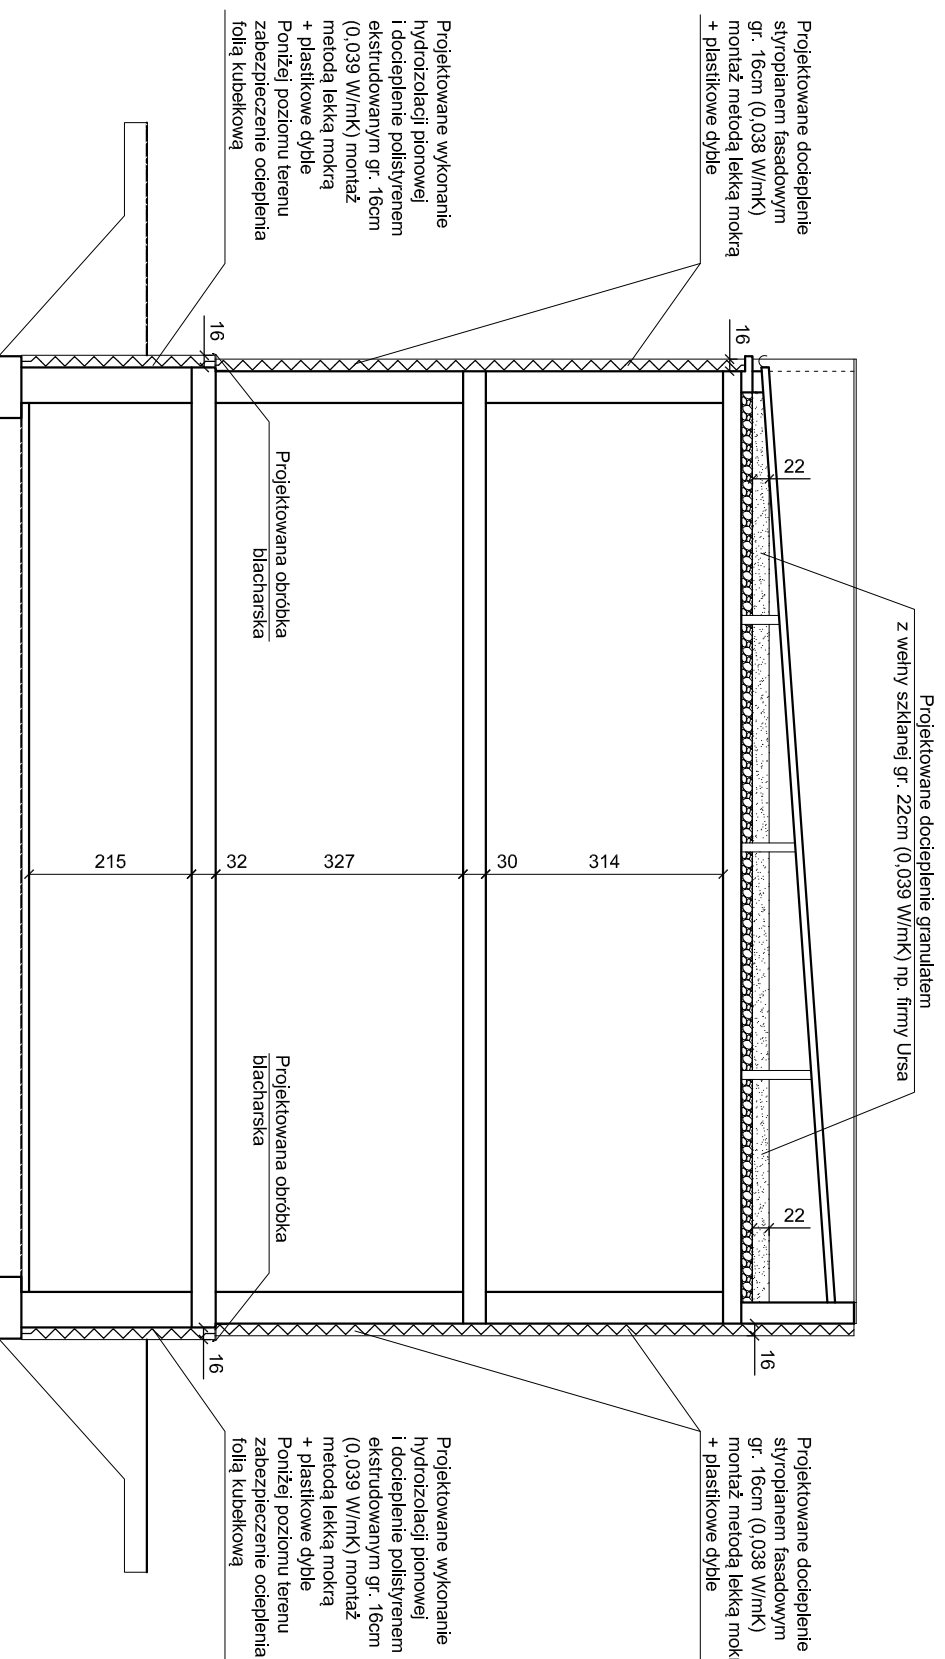 Projektowane docieplenie granulatem
z wełny szklanej gr. 22cm (0,039 W/mK) np. firmy Ursa
Projektowane docieplenie
styropianem fasadowym
gr. 16cm (0,038 W/mK)
montaż metodą lekką mokrą
+ plastikowe dyble
Projektowane docieplenie
styropianem fasadowym
gr. 16cm (0,038 W/mK)
montaż metodą lekką mok
+ plastikowe dyble
22
22
16
16
314
30
327
32
215
Projektowane wykonanie
hydroizolacji pionowej
i docieplenie polistyrenem
ekstrudowanym gr. 16cm
(0,039 W/mK) montaż
metodą lekką mokrą
+ plastikowe dyble
Poniżej poziomu terenu
zabezpieczenie ocieplenia
folią kubełkową
Projektowana obróbka
blacharska
Projektowana obróbka
blacharska
Projektowane wykonanie
hydroizolacji pionowej
i docieplenie polistyrenem
ekstrudowanym gr. 16cm
(0,039 W/mK) montaż
metodą lekką mokrą
+ plastikowe dyble
Poniżej poziomu terenu
zabezpieczenie ocieplenia
folią kubełkową
16
16